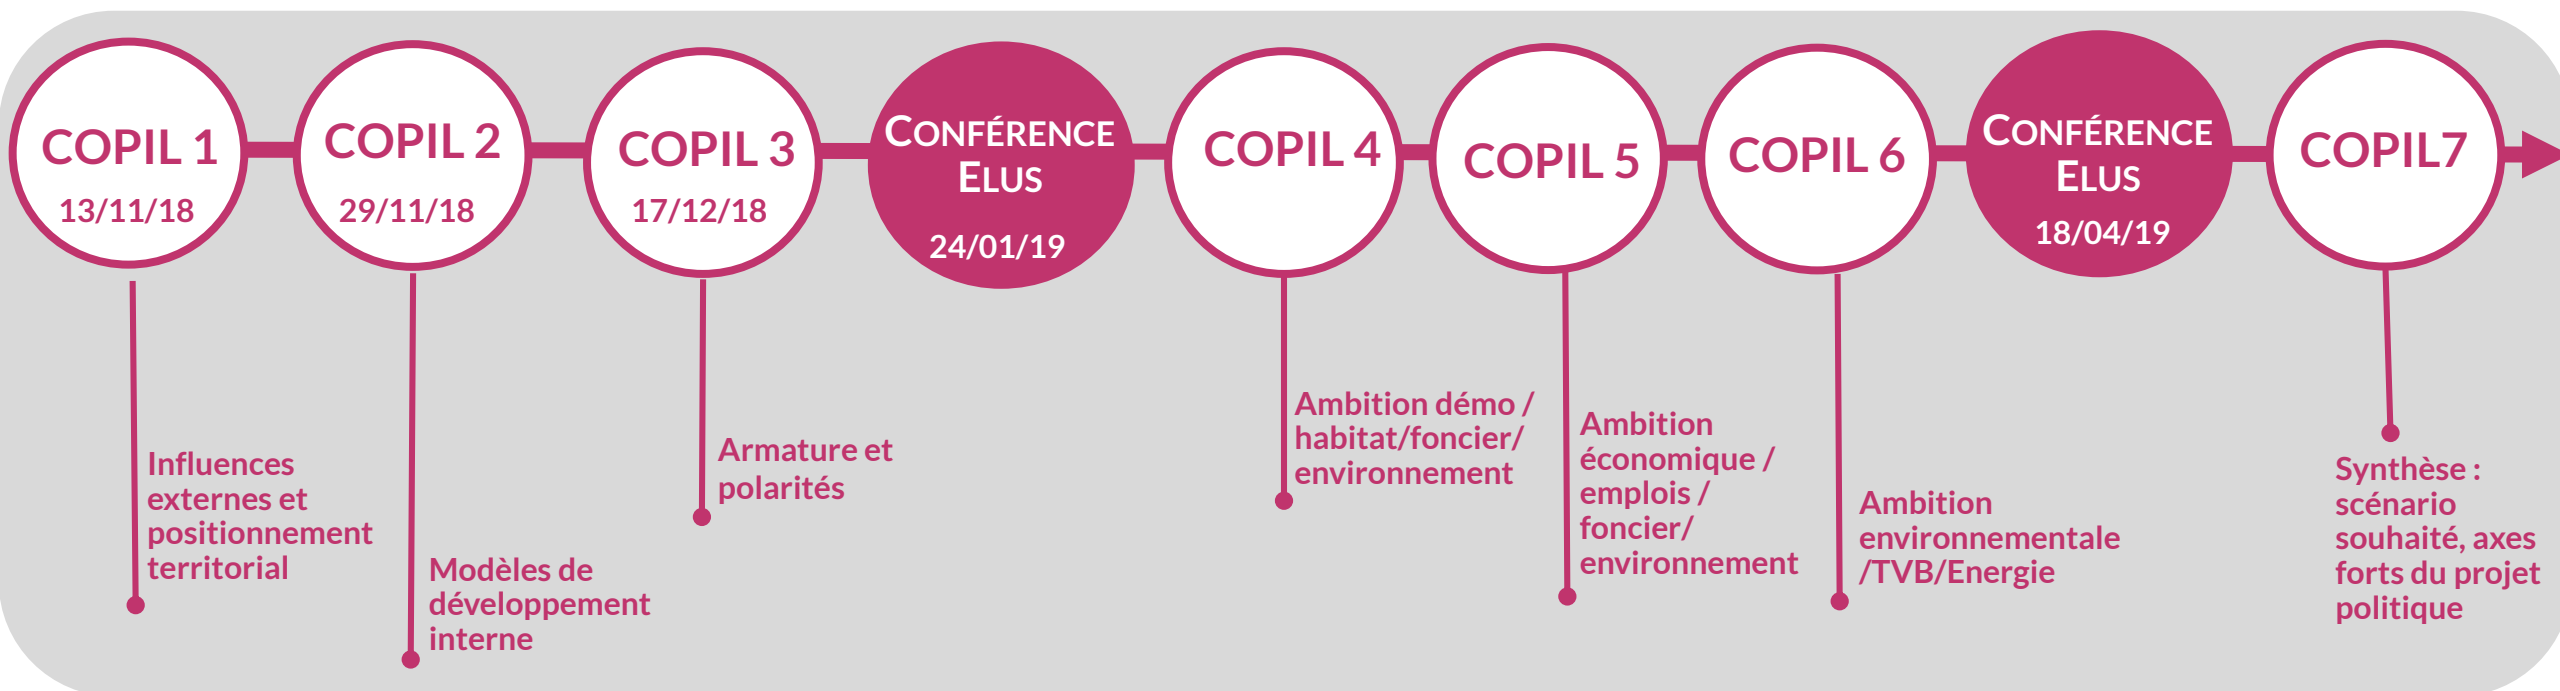 COPIL 1
13/11/18
COPIL 2
29/11/18
COPIL 3
17/12/18
CONFÉRENCE
ELUS
24/01/19
COPIL 4
COPIL 5
COPIL 6
CONFÉRENCE
ELUS
18/04/19
COPIL7
Influences
externes et
positionnement
territorial
Modèles de
développement
interne
Armature et
polarités
Ambition démo /
habitat/foncier/
environnement
Ambition
économique /
emplois /
foncier/
environnement
Ambition
environnementale
/TVB/Energie
Synthèse :
scénario
souhaité, axes
forts du projet
politique